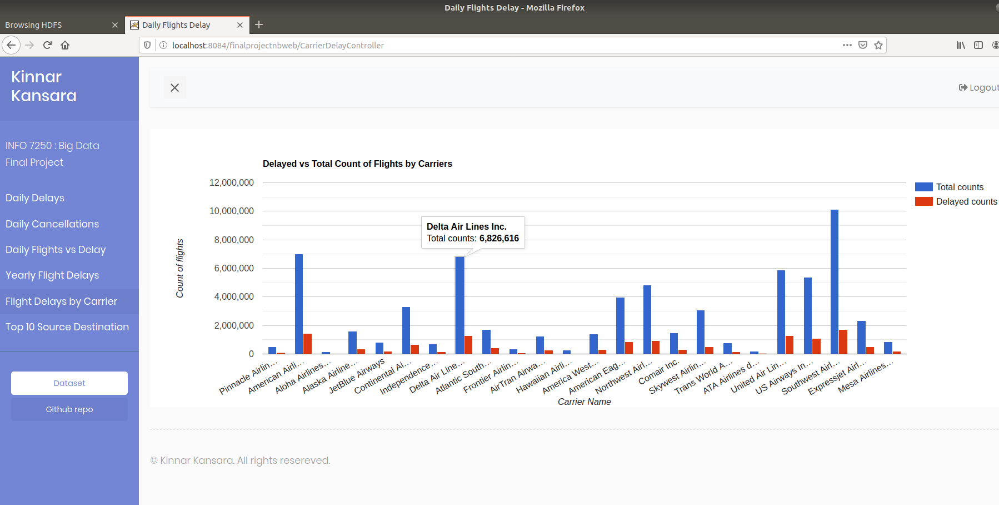 Daily Flights Delay - Mozilla Firefox
Browsing HDFS
Daily Flights Delay
localhost:8084/finalprojectnbweb/CarrierDelayController
Kinnar
Kansara
Logout
INFO 7250 : Big Data
Final Project
Daily Delays
Daily Cancellations
Daily Flights vs Delay
Yearly Flight Delays
Flight Delays by Carrier
Top 10 Source Destination
Dataset
Github repo
Delayed vs Total Count of Flights by Carriers
12,000,000
10,000,000
8,000,000
6,000,000
4,000,000
2,000,000
0
Count of flights
Delta Air Lines Inc.
Total counts: 6,826,616
Total counts
Delayed counts
Pinnacle Airlin…
American Airli…
Aloha Airlines…
Alaska Airline…
JetBlue Airways
Continental Ai…
Independence…
Delta Air Line…
Atlantic South…
Frontier Airlin…
AirTran Airwa…
Hawaiian Airli…
America West…
American Eag…
Northwest Airl…
Comair Inc.
Skywest Airlin…
Trans World A…
ATA Airlines d…
United Air Lin…
US Airways In…
Southwest Airl…
Expressjet Airl…
Mesa Airlines…
Carrier Name
© Kinnar Kansara. All rights resereved.